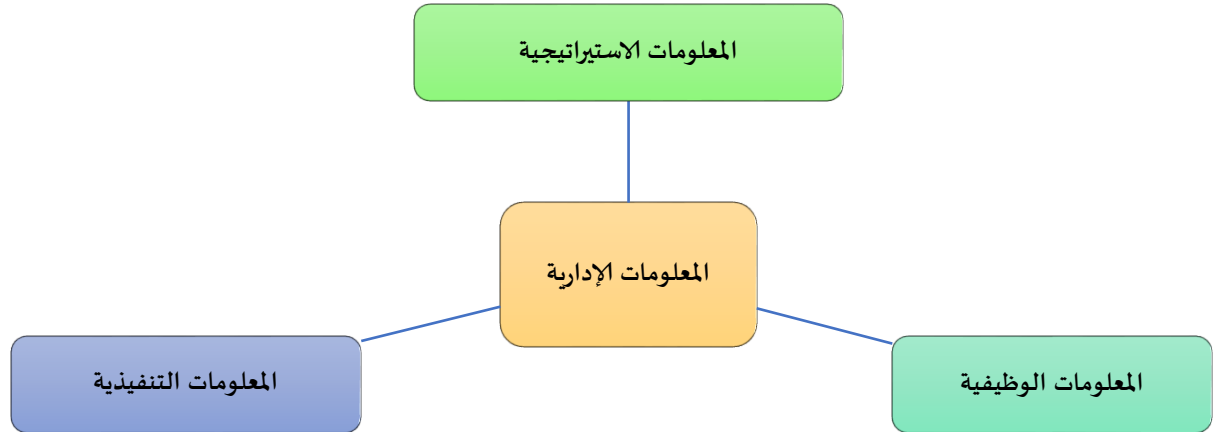 المعلومات الاستيراتيجية
المعلومات الإدارية
المعلومات الوظيفية
المعلومات التنفيذية